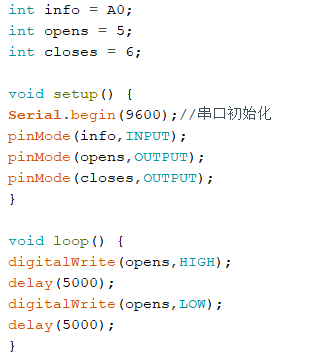 int info = A0;
int opens = 5;
int closes = 6;
void setup() {
Serial.begin(9600);//串口初始化
pinMode(info,INPUT);
pinMode(opens,OUTPUT);
pinMode(closes,OUTPUT);
}
void loop() {
digitalWrite(opens,HIGH);
delay(5000);
digitalWrite(opens,LOW);
delay(5000);
}